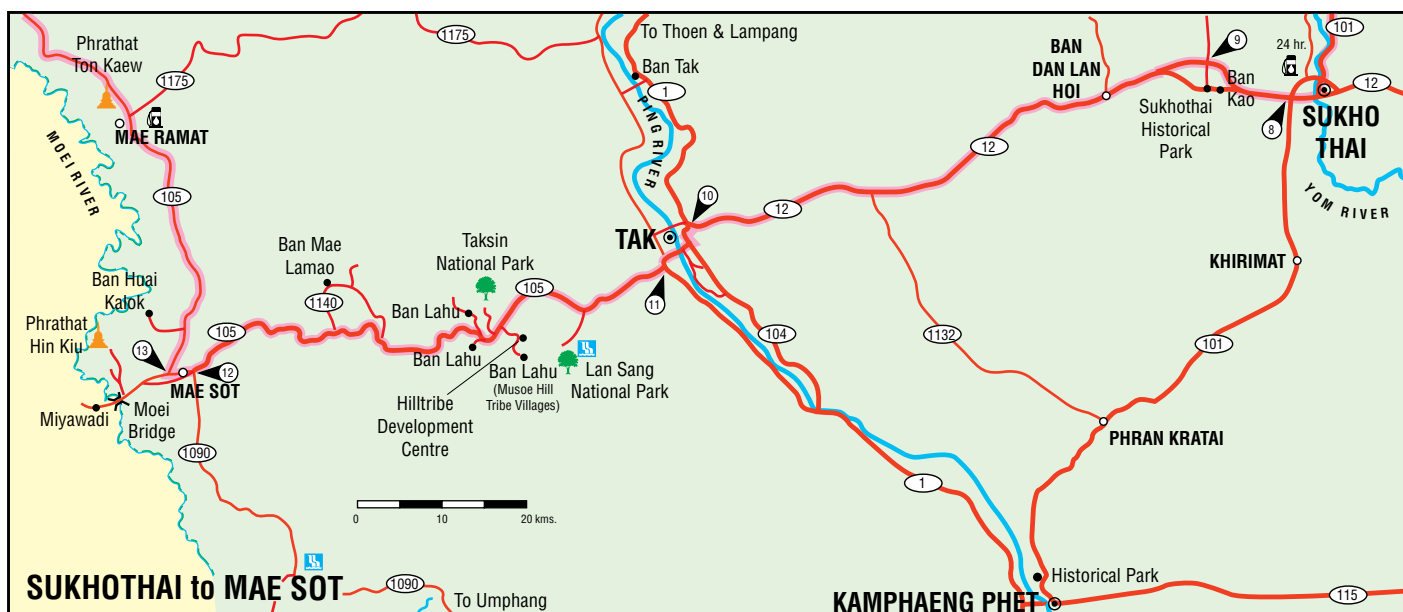 Phrathat
Ton Kaew
1175
MAE RAMAT
MOEI RIVER
105
1175
To Thoen & Lampang
Ban Tak
1
PING RIVER
BAN
DAN LAN
HOI
9
24 hr.
101
12
Ban
Kao
Sukhothai
Historical
Park
8
SUKHO
THAI
YOM RIVER
12
12
10
TAK
11
KHIRIMAT
Ban Huai
Kalok
Phrathat
Hin Kiu
13
105
12
MAE SOT
Miyawadi
Moei
Bridge
1090
Ban Mae
Lamao
1140
Taksin
National Park
105
Ban Lahu
Ban Lahu
Ban Lahu
(Musoe Hill
Tribe Villages)
Hilltribe
Development
Centre
Lan Sang
National Park
104
1132
101
PHRAN KRATAI
1
0
10
20 kms.
SUKHOTHAI to MAE SOT
1090
To Umphang
Historical Park
KAMPHAENG PHET
115